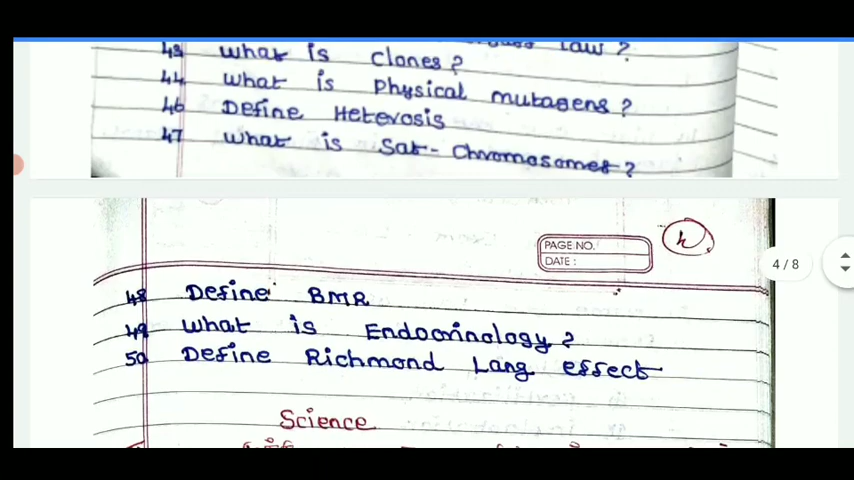 Law ?
43 What is Clones ?
44 What is Physical mutagens ?
46 Define Heterosis
47 What is Sat- Chromosomes ?
PAGE NO.
DATE :
4 / 8
48 Define BMR
49 What is Endocrinology ?
50 Define Richmond Lang effect
Science